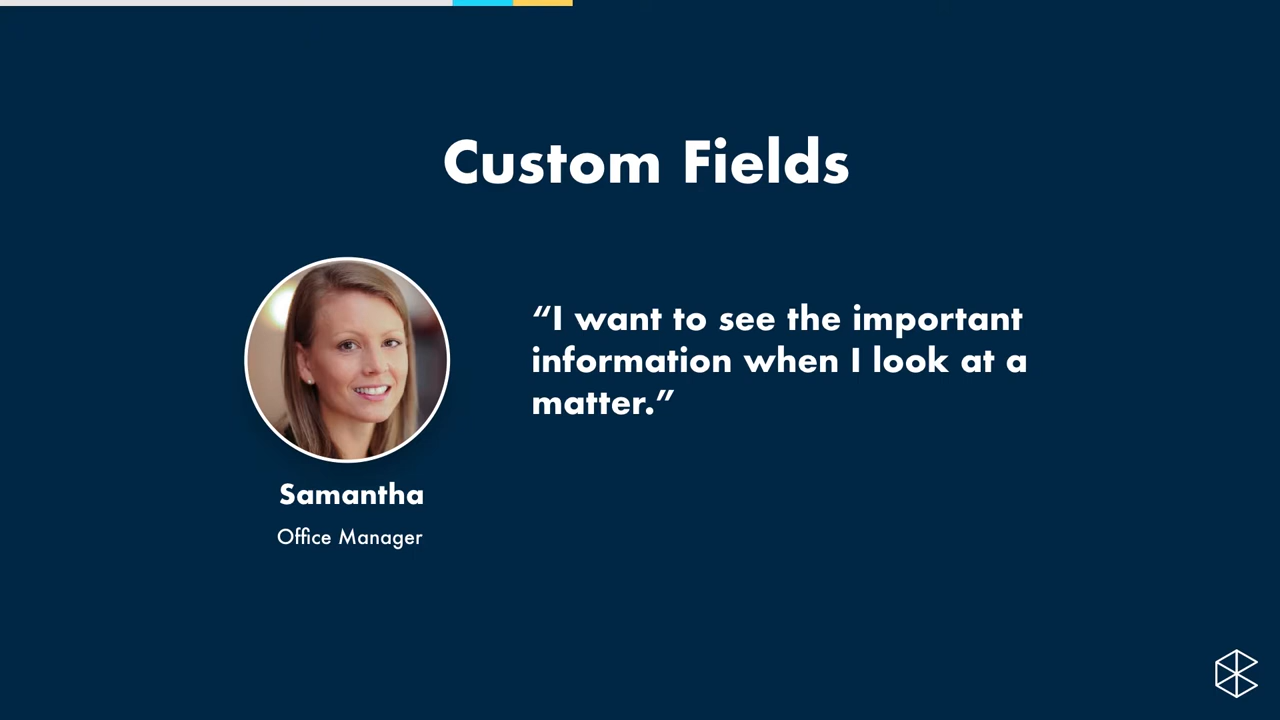 Custom Fields
“I want to see the important
information when I look at a
matter.”
Samantha
Office Manager